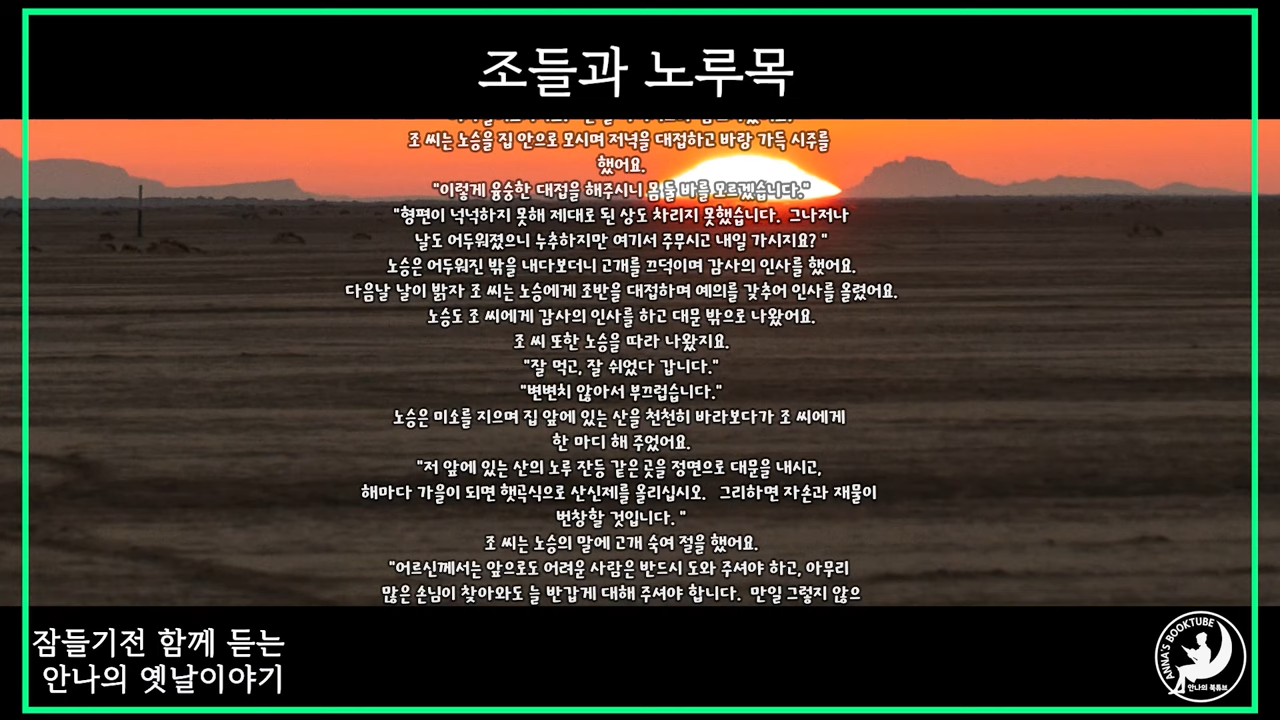 조들과 노루목
조 씨는 노승을 집 안으로 모시며 저녁을 대접하고 바랑 가득 시주를
했어요.
"이렇게 융숭한 대접을 해주시니 몸 둘 바를 모르겠습니다."
"형편이 넉넉하지 못해 제대로 된 상도 차리지 못했습니다. 그나저나
날도 어두워졌으니 누추하지만 여기서 주무시고 내일 가시지요? "
노승은 어두워진 밖을 내다보더니 고개를 끄덕이며 감사의 인사를 했어요.
다음날 날이 밝자 조 씨는 노승에게 조반을 대접하며 예의를 갖추어 인사를 올렸어요.
노승도 조 씨에게 감사의 인사를 하고 대문 밖으로 나왔어요.
조 씨 또한 노승을 따라 나왔지요.
"잘 먹고, 잘 쉬었다 갑니다."
"변변치 않아서 부끄럽습니다."
노승은 미소를 지으며 집 앞에 있는 산을 천천히 바라보다가 조 씨에게
한 마디 해 주었어요.
"저 앞에 있는 산의 노루 잔등 같은 곳을 정면으로 대문을 내시고,
해마다 가을이 되면 햇곡식으로 산신제를 올리십시오. 그리하면 자손과 재물이
번창할 것입니다. "
조 씨는 노승의 말에 고개 숙여 절을 했어요.
"어르신께서는 앞으로도 어려운 사람은 반드시 도와 주셔야 하고, 아무리
많은 손님이 찾아와도 늘 반갑게 대해 주셔야 합니다. 만일 그렇지 않으
잠들기전 함께 듣는
안나의 옛날이야기
ANNA'S BOOKTUBE
안나의 북튜브